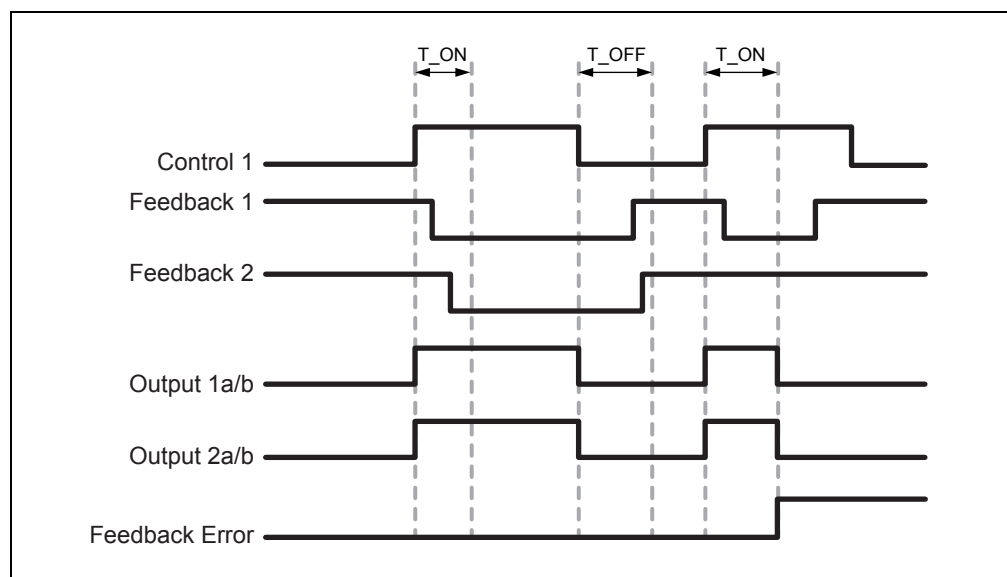 T_ON
T_OFF
T_ON
Control 1
Feedback 1
Feedback 2
Output 1a/b
Output 2a/b
Feedback Error